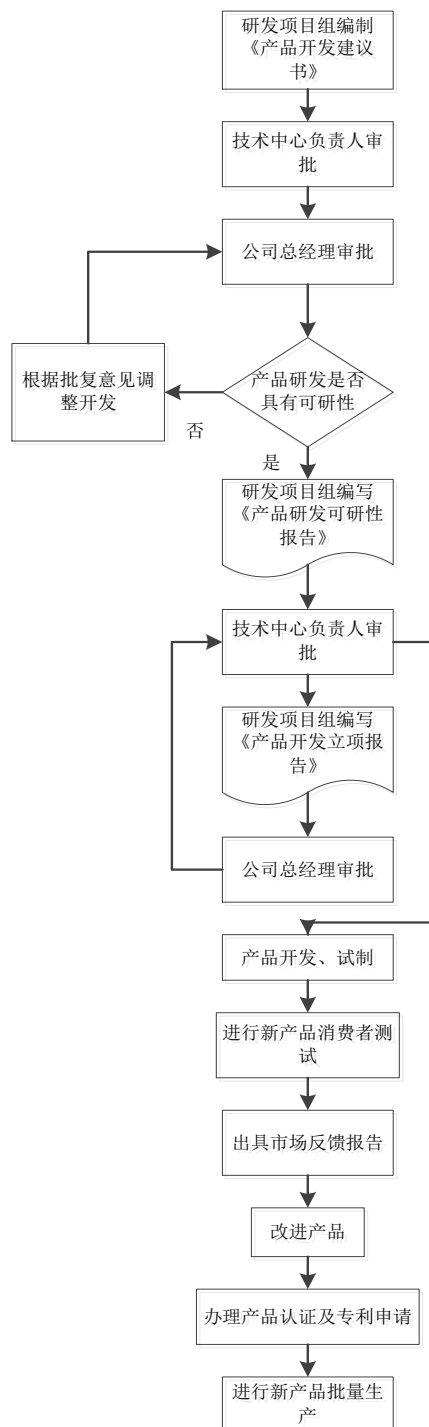 研发项目组编制
《产品开发建议
书》
技术中心负责人审
批
公司总经理审批
产品研发是否
具有可研性
根据批复意见调
整开发
否
是
研发项目组编写
《产品研发可研性
报告》
技术中心负责人审
批
研发项目组编写
《产品开发立项报
告》
公司总经理审批
产品开发、试制
进行新产品消费者测
试
出具市场反馈报告
改进产品
办理产品认证及专利申请
进行新产品批量生
产